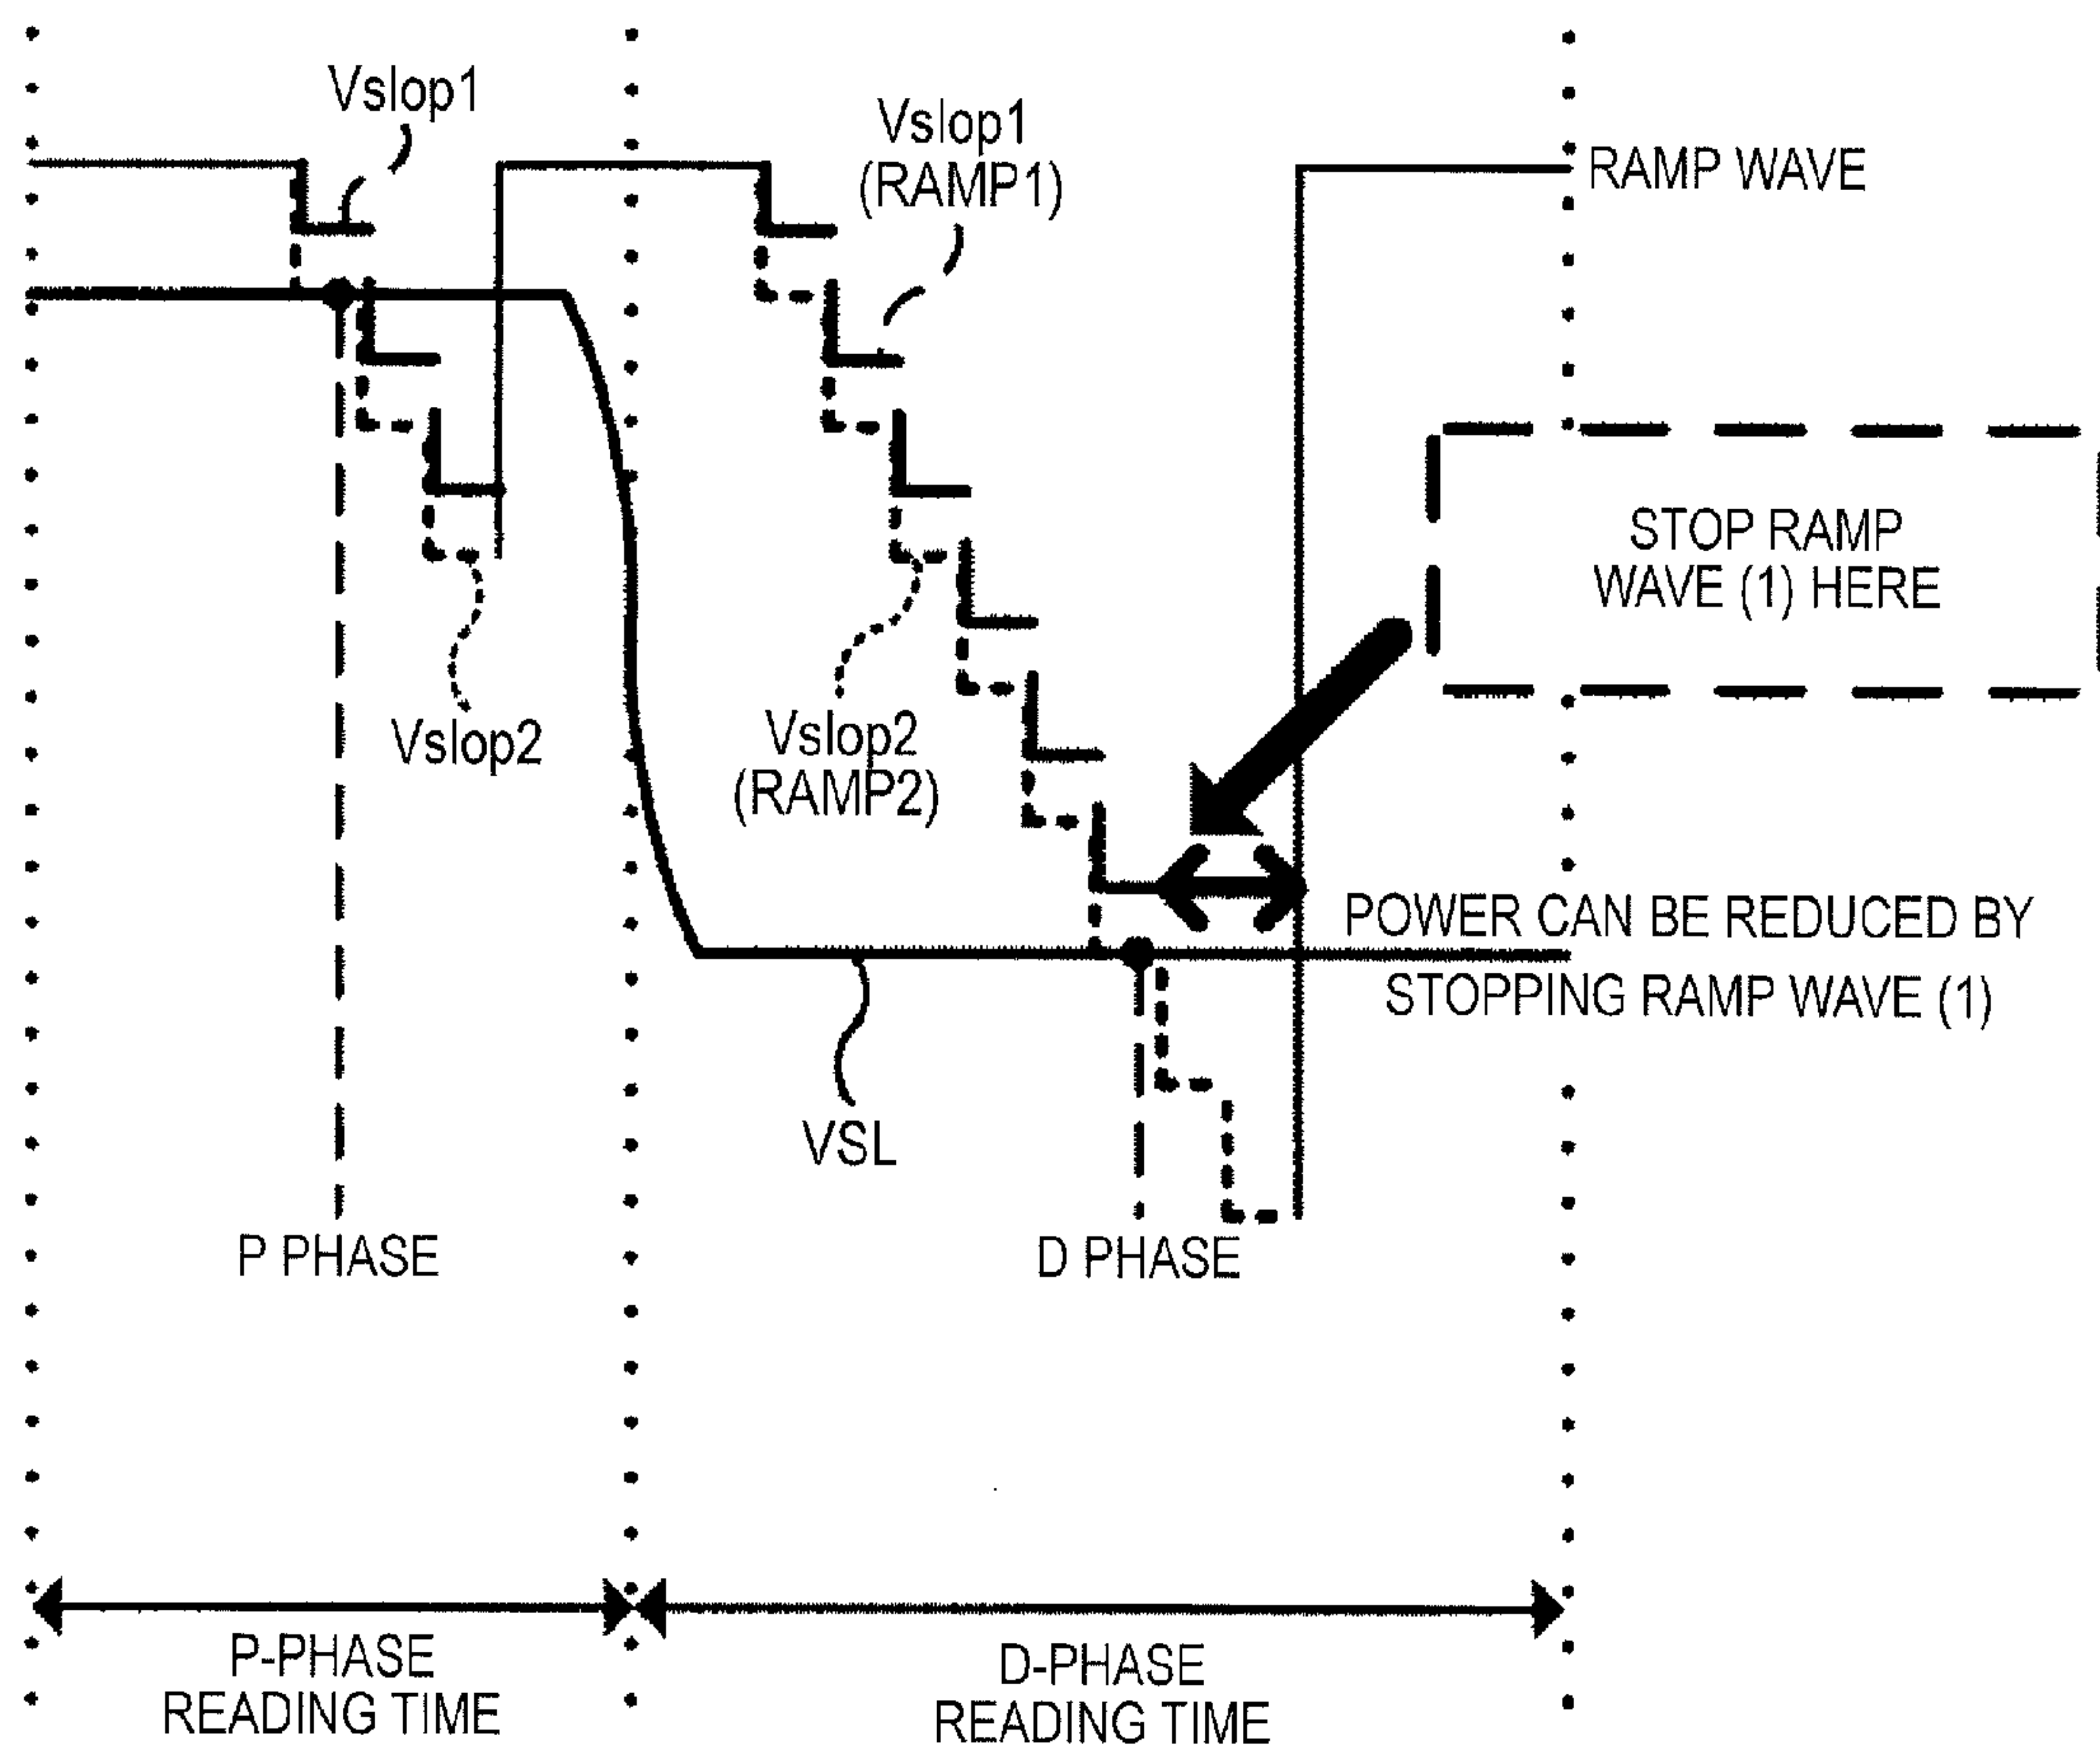 Vslop1
Vslop1
(RAMP1)
RAMP WAVE
STOP RAMP
WAVE (1) HERE
Vslop2
Vslop2
(RAMP2)
POWER CAN BE REDUCED BY
STOPPING RAMP WAVE (1)
VSL
P PHASE
D PHASE
P-PHASE
READING TIME
D-PHASE
READING TIME